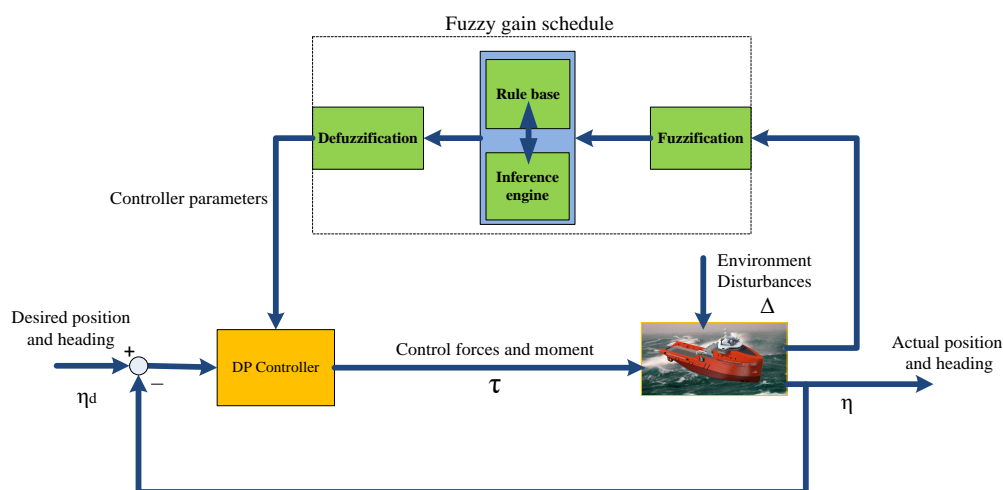 Fuzzy gain schedule
Rule base
Defuzzification
Fuzzification
Inference
engine
Controller parameters
Environment
Disturbances
Δ
Desired position
and heading
+
−
ηd
DP Controller
Control forces and moment
τ
Actual position
and heading
η